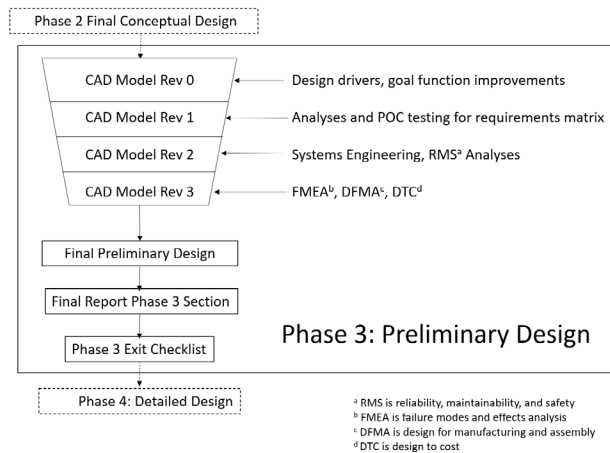 Phase 2 Final Conceptual Design
CAD Model Rev 0
Design drivers, goal function improvements
CAD Model Rev 1
Analyses and POC testing for requirements matrix
CAD Model Rev 2
Systems Engineering, RMSᵃ Analyses
CAD Model Rev 3
FMEAᵇ, DFMAᶜ, DTCᵈ
Final Preliminary Design
Final Report Phase 3 Section
Phase 3 Exit Checklist
Phase 3: Preliminary Design
Phase 4: Detailed Design
ᵃ RMS is reliability, maintainability, and safety
ᵇ FMEA is failure modes and effects analysis
ᶜ DFMA is design for manufacturing and assembly
ᵈ DTC is design to cost